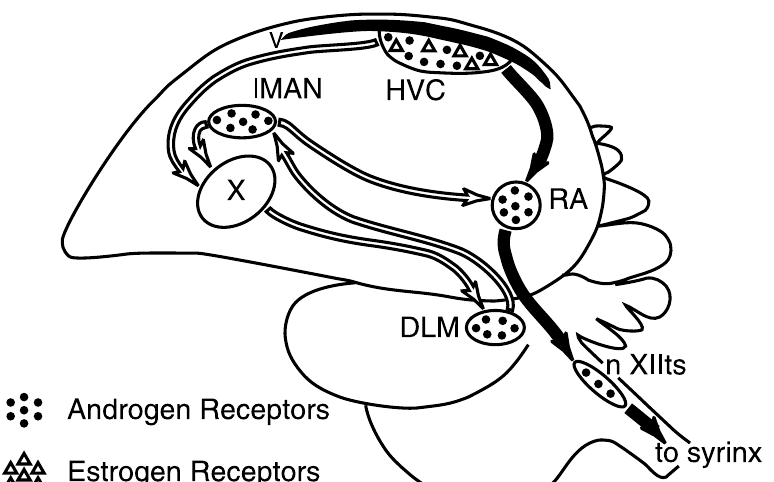 V
lMAN
HVC
X
RA
DLM
n XIIts
Androgen Receptors
to syrinx
Estrogen Receptors